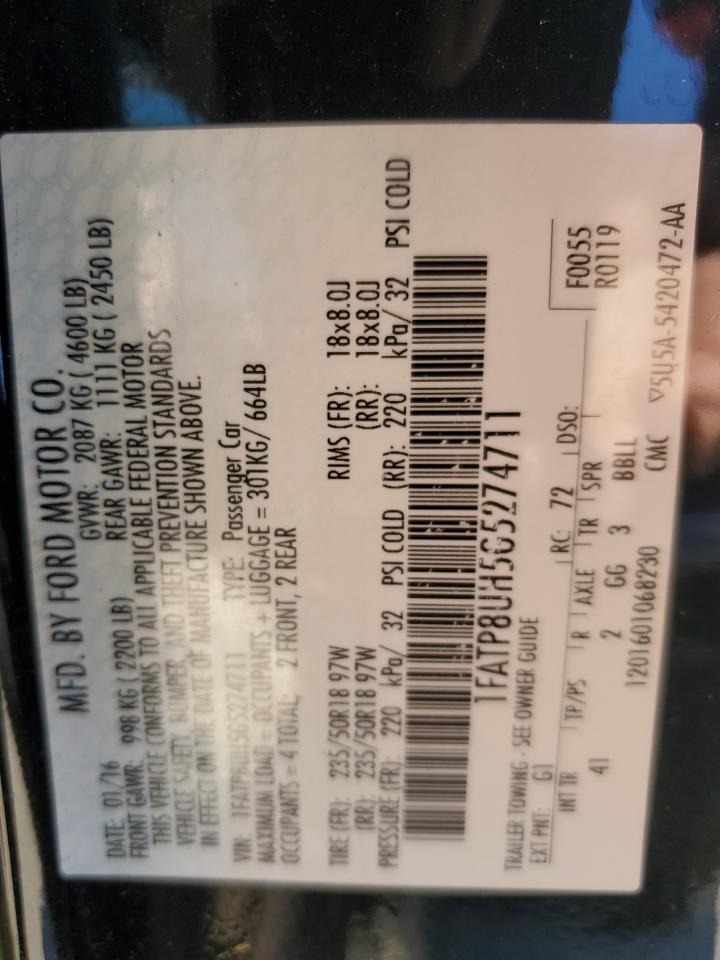 MFD. BY FORD MOTOR CO.
DATE: 01/16 GVWR: 2087 KG ( 4600 LB)
FRONT GAWR: 998 KG ( 2200 LB) REAR GAWR: 1111 KG ( 2450 LB)
THIS VEHICLE CONFORMS TO ALL APPLICABLE FEDERAL MOTOR
VEHICLE SAFETY, BUMPER, AND THEFT PREVENTION STANDARDS
IN EFFECT ON THE DATE OF MANUFACTURE SHOWN ABOVE.
VIN: 1FATP8UH5G5274711 TYPE: Passenger Car
MAXIMUM LOAD = OCCUPANTS + LUGGAGE = 301KG/ 664LB
OCCUPANTS = 4 TOTAL, 2 FRONT, 2 REAR
TIRE (FR): 235/50R18 97W RIMS (FR): 18x8.0J
(RR): 235/50R18 97W (RR): 18x8.0J
PRESSURE (FR): 220 kPa/ 32 PSI COLD (RR): 220 kPa/ 32 PSI COLD
1FATP8UH5G5274711
TRAILER TOWING - SEE OWNER GUIDE
EXT PNT: G1 RC: 72 DSO: F0055
INT TR TP/PS R AXLE TR SPR R0119
41 2 GG 3 BBLL
1201601068230 CMC ▽5U5A-5420472-AA